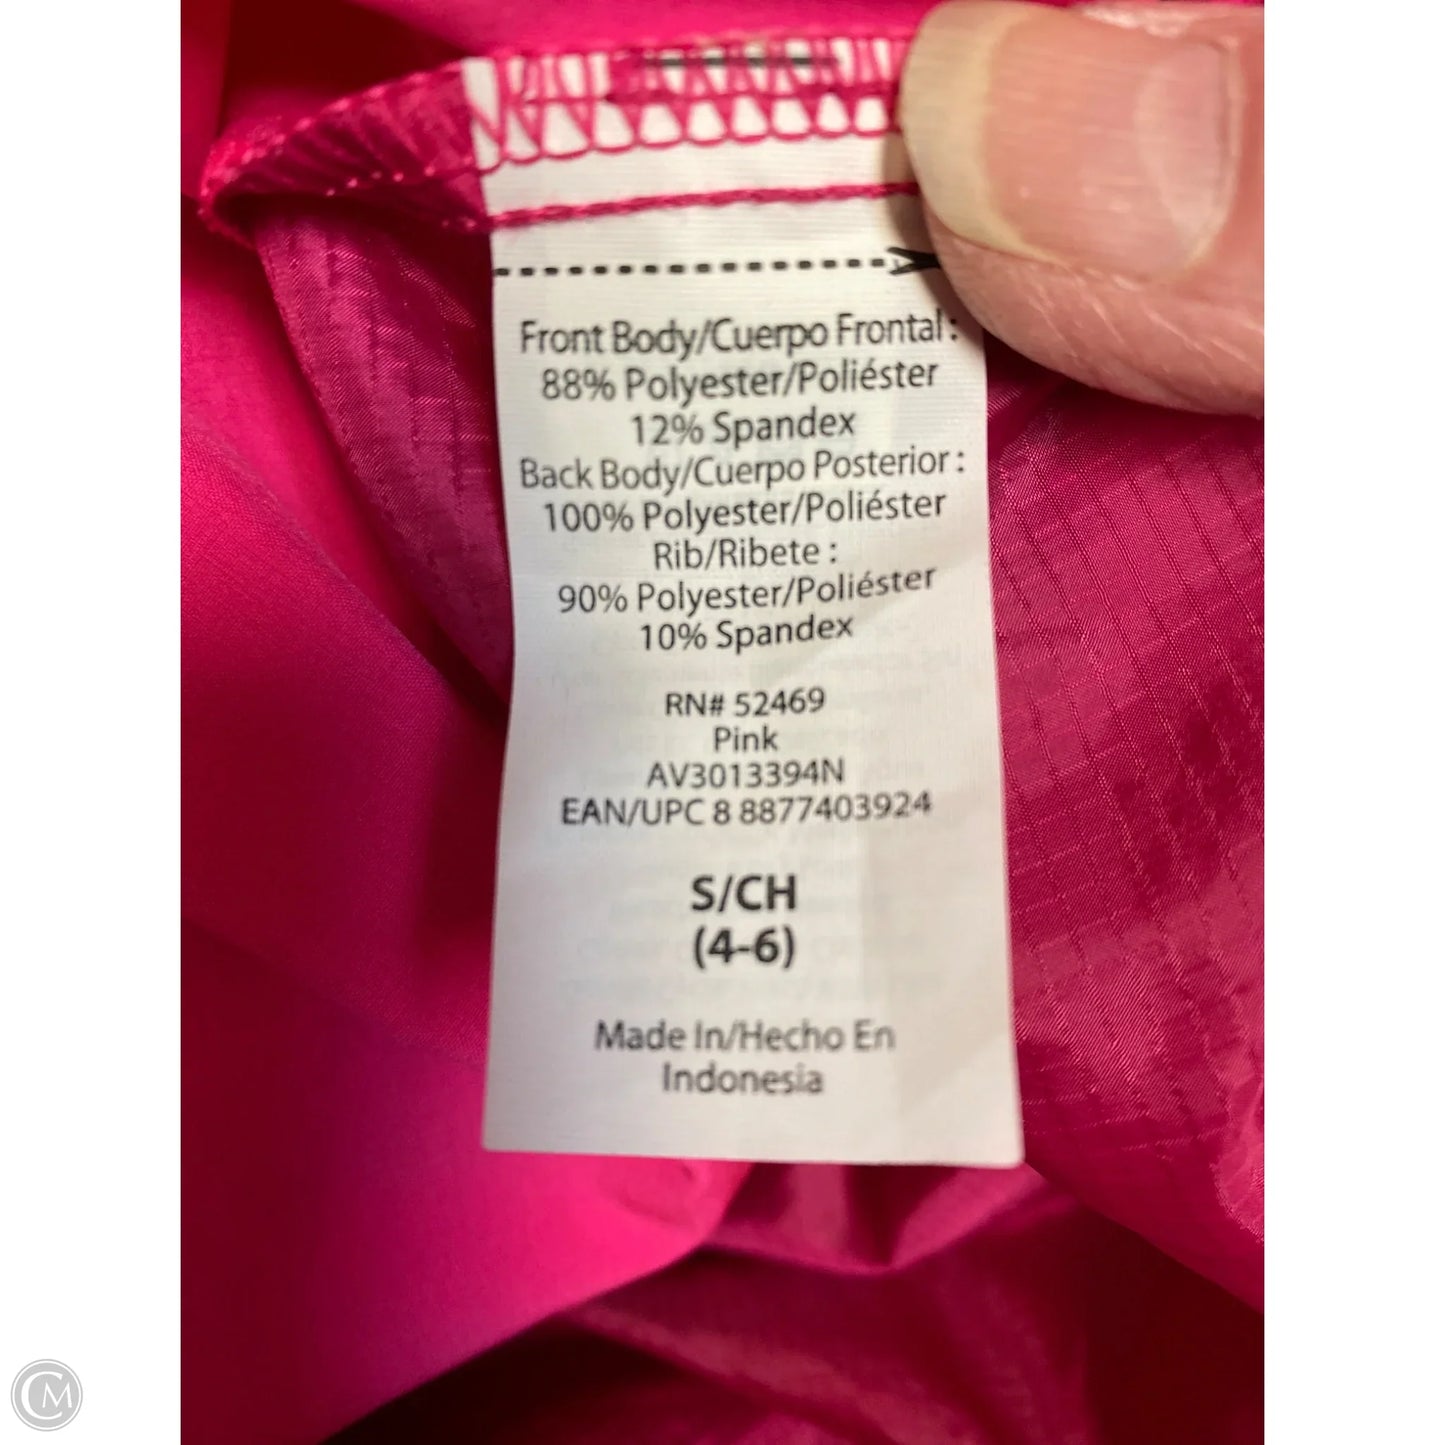 Front Body/Cuerpo Frontal :
88% Polyester/Poliéster
12% Spandex
Back Body/Cuerpo Posterior :
100% Polyester/Poliéster
Rib/Ribete :
90% Polyester/Poliéster
10% Spandex
RN# 52469
Pink
AV3013394N
EAN/UPC 8 8877403924
S/CH
(4-6)
Made In/Hecho En
Indonesia
CM